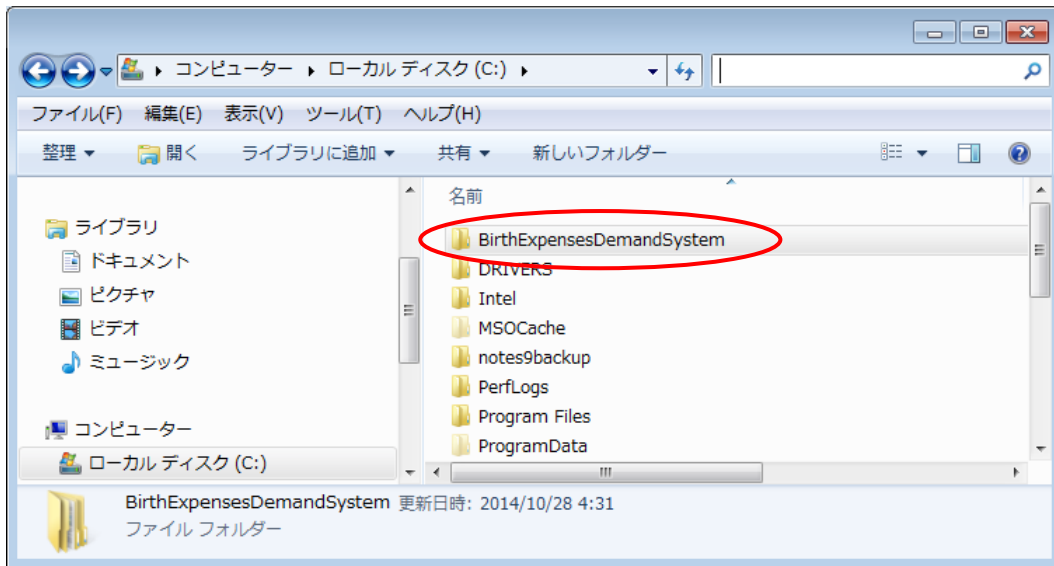 コンピューター ローカル ディスク (C:)
ファイル(F) 編集(E) 表示(V) ツール(T) ヘルプ(H)
整理 開く ライブラリに追加 共有 新しいフォルダー
名前
ライブラリ
ドキュメント
ピクチャ
ビデオ
ミュージック
コンピューター
ローカル ディスク (C:)
BirthExpensesDemandSystem
DRIVERS
Intel
MSOCache
notes9backup
PerfLogs
Program Files
ProgramData
BirthExpensesDemandSystem 更新日時: 2014/10/28 4:31
ファイル フォルダー